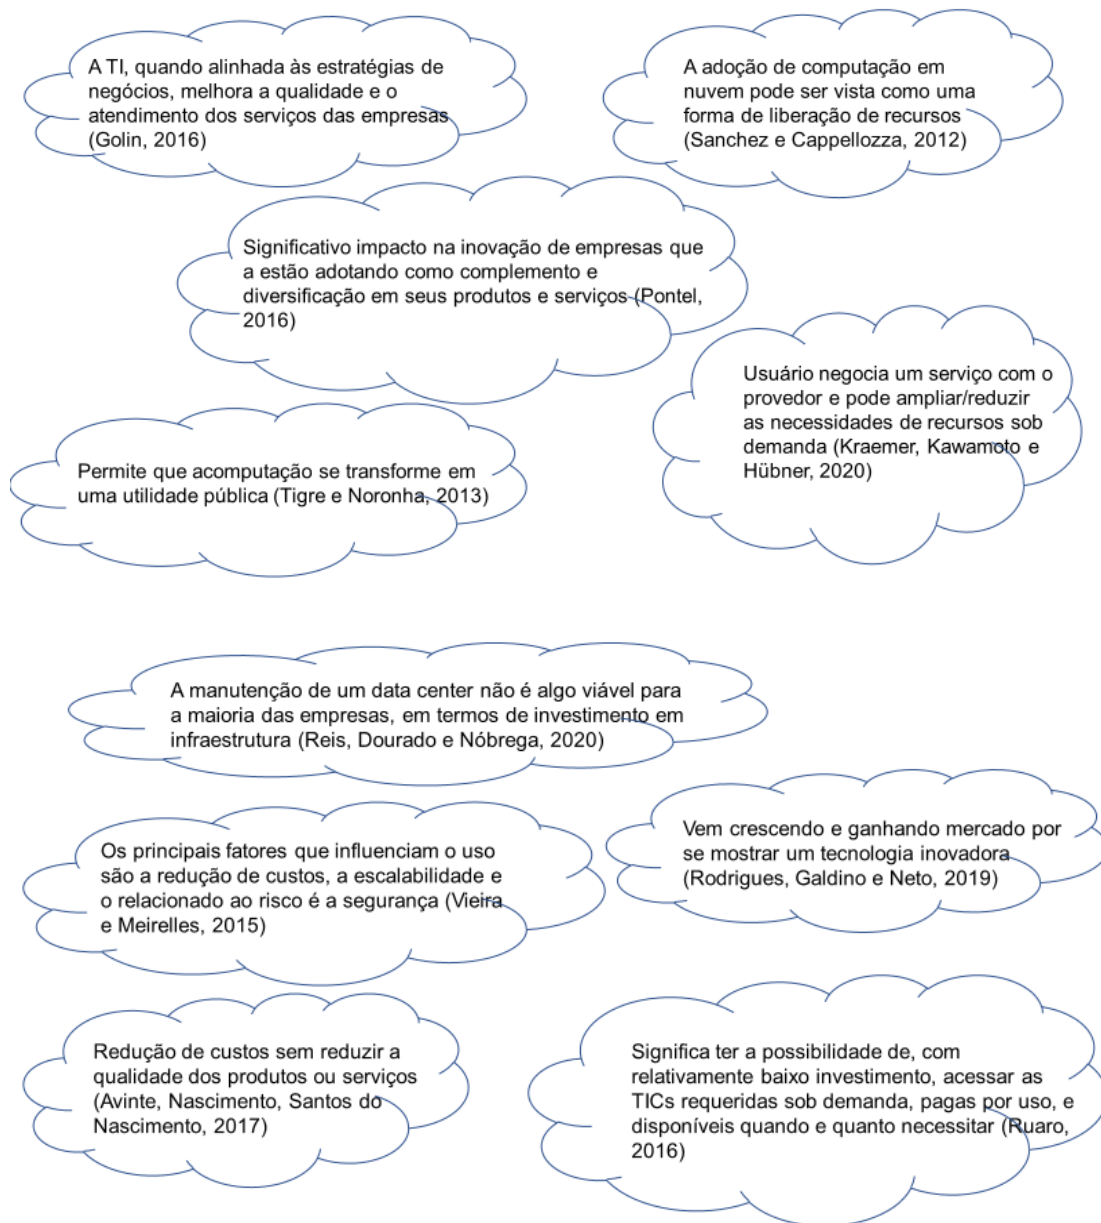 A TI, quando alinhada às estratégias de
negócios, melhora a qualidade e o
atendimento dos serviços das empresas
(Golin, 2016)
A adoção de computação em
nuvem pode ser vista como uma
forma de liberação de recursos
(Sanchez e Cappellozza, 2012)
Significativo impacto na inovação de empresas que
a estão adotando como complemento e
diversificação em seus produtos e serviços (Pontel,
2016)
Usuário negocia um serviço com o
provedor e pode ampliar/reduzir
as necessidades de recursos sob
demanda (Kraemer, Kawamoto e
Hübner, 2020)
Permite que acomputação se transforme em
uma utilidade pública (Tigre e Noronha, 2013)
A manutenção de um data center não é algo viável para
a maioria das empresas, em termos de investimento em
infraestrutura (Reis, Dourado e Nóbrega, 2020)
Os principais fatores que influenciam o uso
são a redução de custos, a escalabilidade e
o relacionado ao risco é a segurança (Vieira
e Meirelles, 2015)
Vem crescendo e ganhando mercado por
se mostrar um tecnologia inovadora
(Rodrigues, Galdino e Neto, 2019)
Redução de custos sem reduzir a
qualidade dos produtos ou serviços
(Avinte, Nascimento, Santos do
Nascimento, 2017)
Significa ter a possibilidade de, com
relativamente baixo investimento, acessar as
TICs requeridas sob demanda, pagas por uso, e
disponíveis quando e quanto necessitar (Ruaro,
2016)